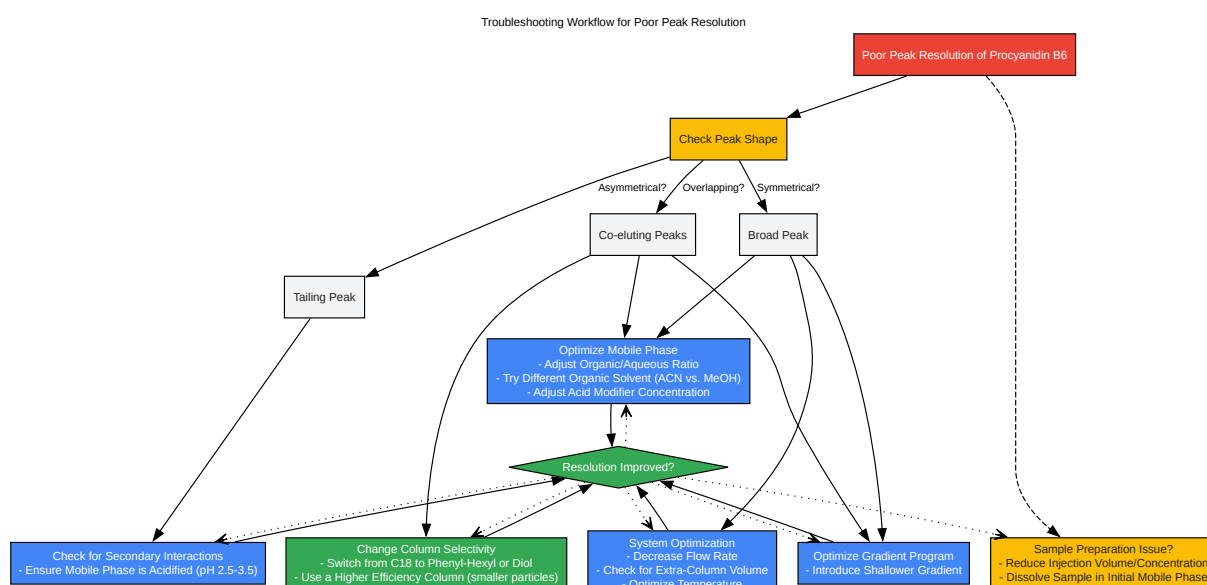 Troubleshooting Workflow for Poor Peak Resolution
Poor Peak Resolution of Procyanidin B6
Check Peak Shape
Asymmetrical?
Overlapping?
Symmetrical?
Co-eluting Peaks
Broad Peak
Tailing Peak
Optimize Mobile Phase
- Adjust Organic/Aqueous Ratio
- Try Different Organic Solvent (ACN vs. MeOH)
- Adjust Acid Modifier Concentration
Resolution Improved?
Check for Secondary Interactions
- Ensure Mobile Phase is Acidified (pH 2.5-3.5)
Change Column Selectivity
- Switch from C18 to Phenyl-Hexyl or Diol
- Use a Higher Efficiency Column (smaller particles)
System Optimization
- Decrease Flow Rate
- Check for Extra-Column Volume
- Optimize Temperature
Optimize Gradient Program
- Introduce Shallower Gradient
Sample Preparation Issue?
- Reduce Injection Volume/Concentration
- Dissolve Sample in Initial Mobile Phase